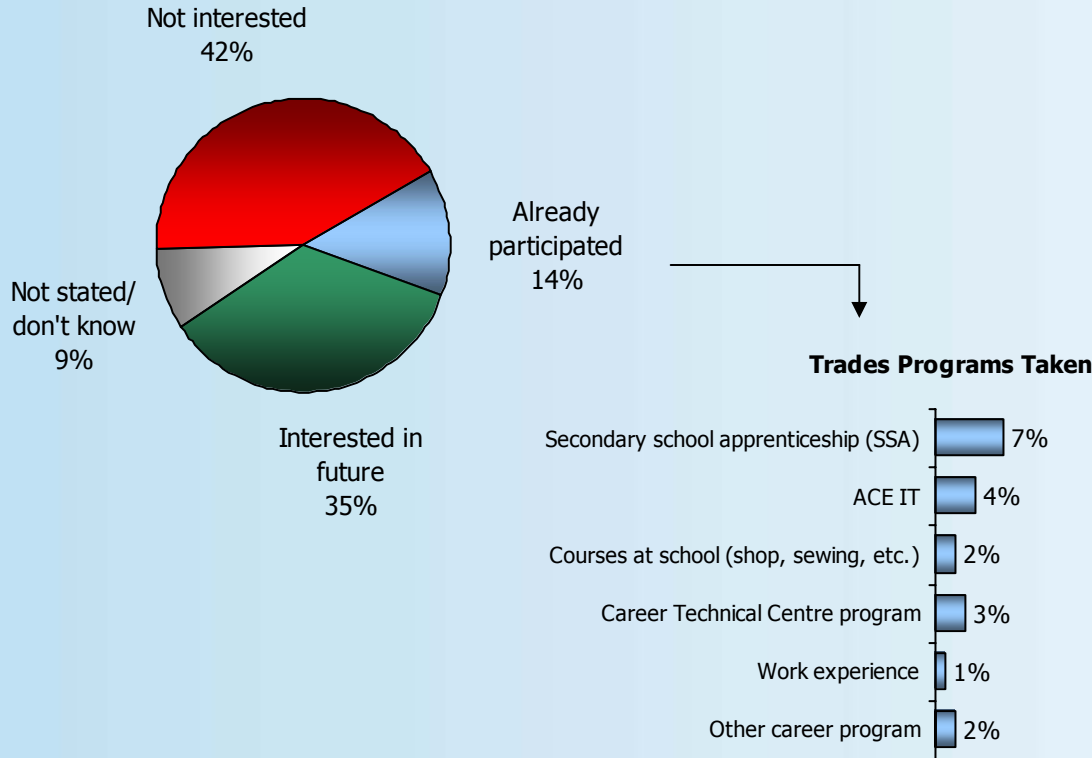 Not interested
42%
Already
participated
14%
Not stated/
don't know
9%
Interested in
future
35%
Trades Programs Taken
Secondary school apprenticeship (SSA) 7%
ACE IT 4%
Courses at school (shop, sewing, etc.) 2%
Career Technical Centre program 3%
Work experience 1%
Other career program 2%